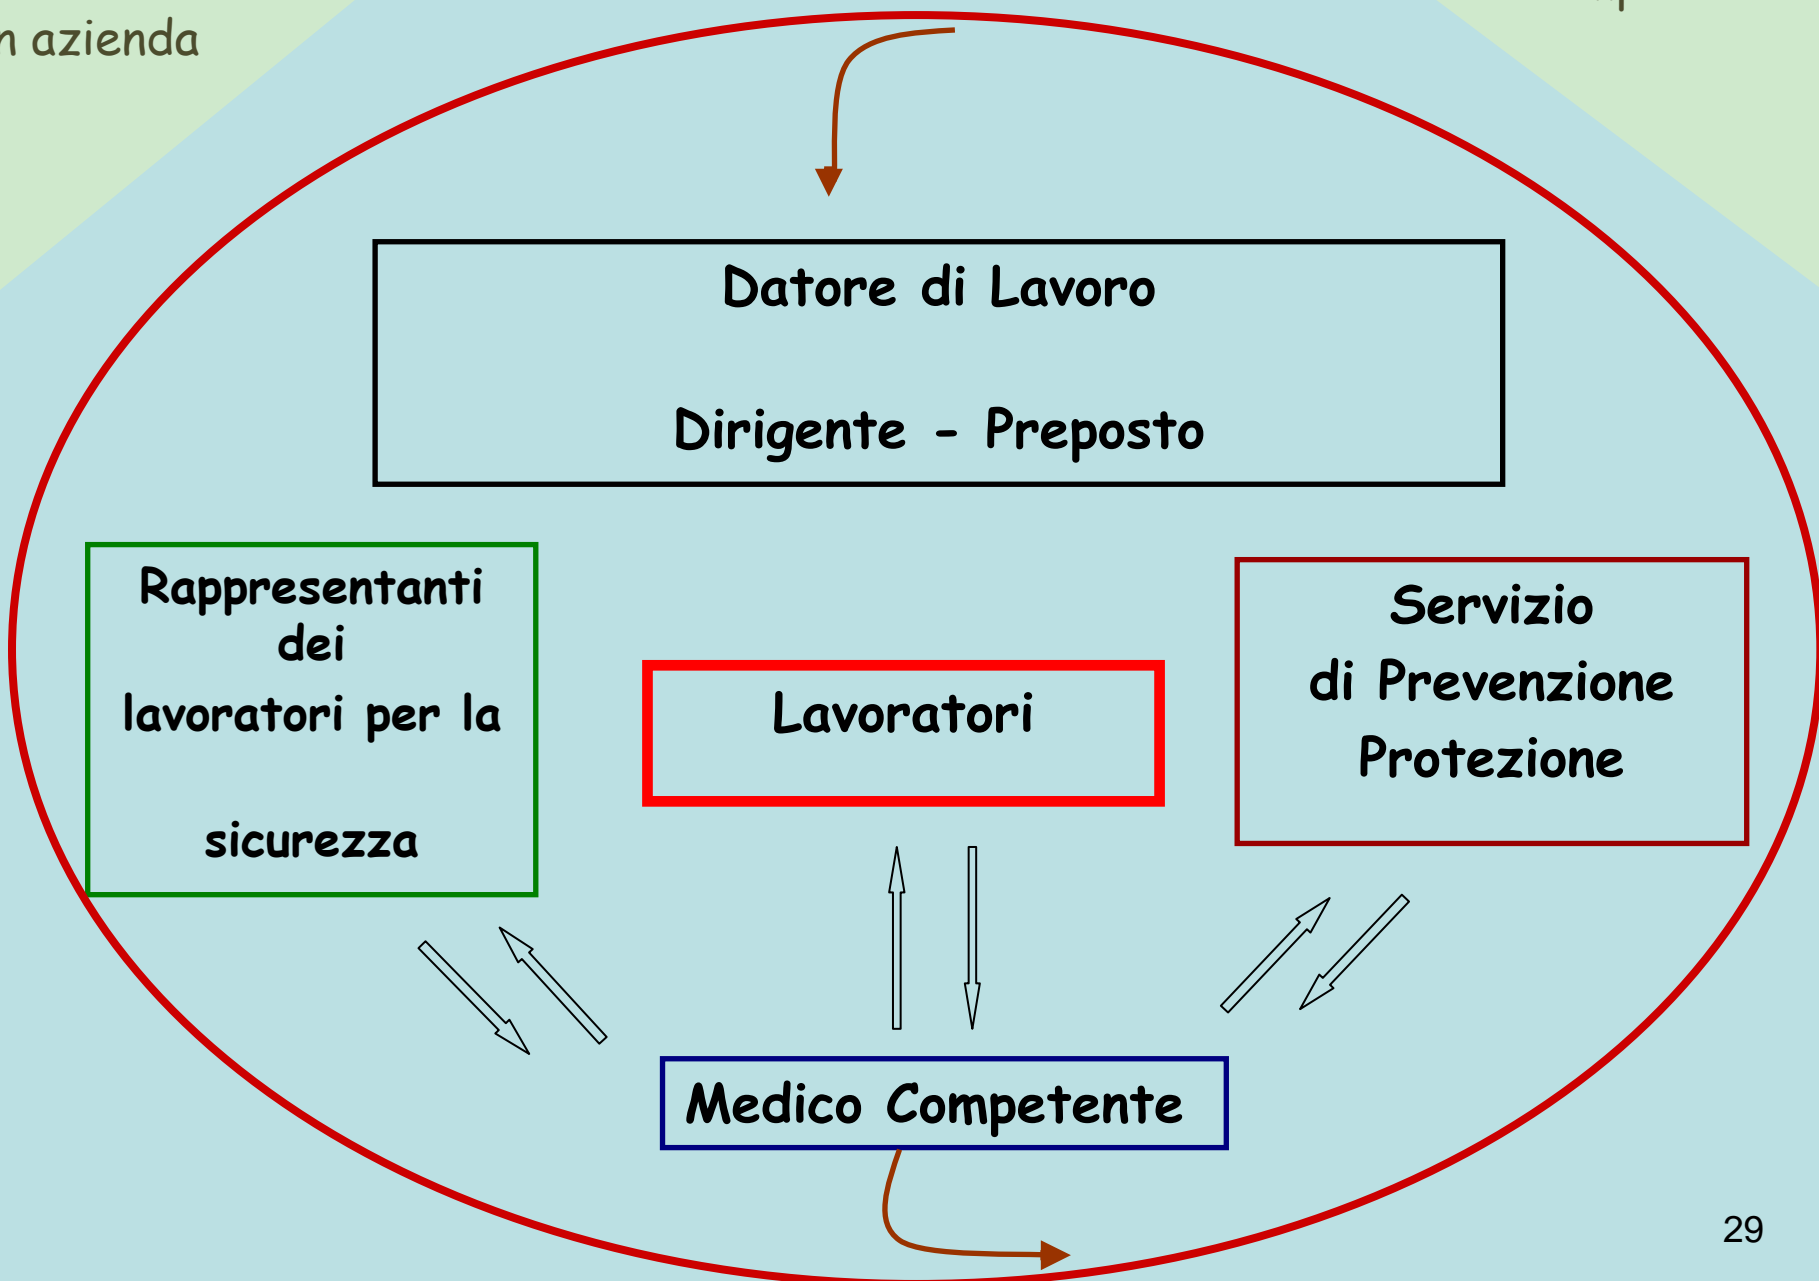 azienda
Datore di Lavoro
Dirigente - Preposto
Rappresentanti
dei
lavoratori per la
sicurezza
Lavoratori
Servizio
di Prevenzione
Protezione
Medico Competente
29